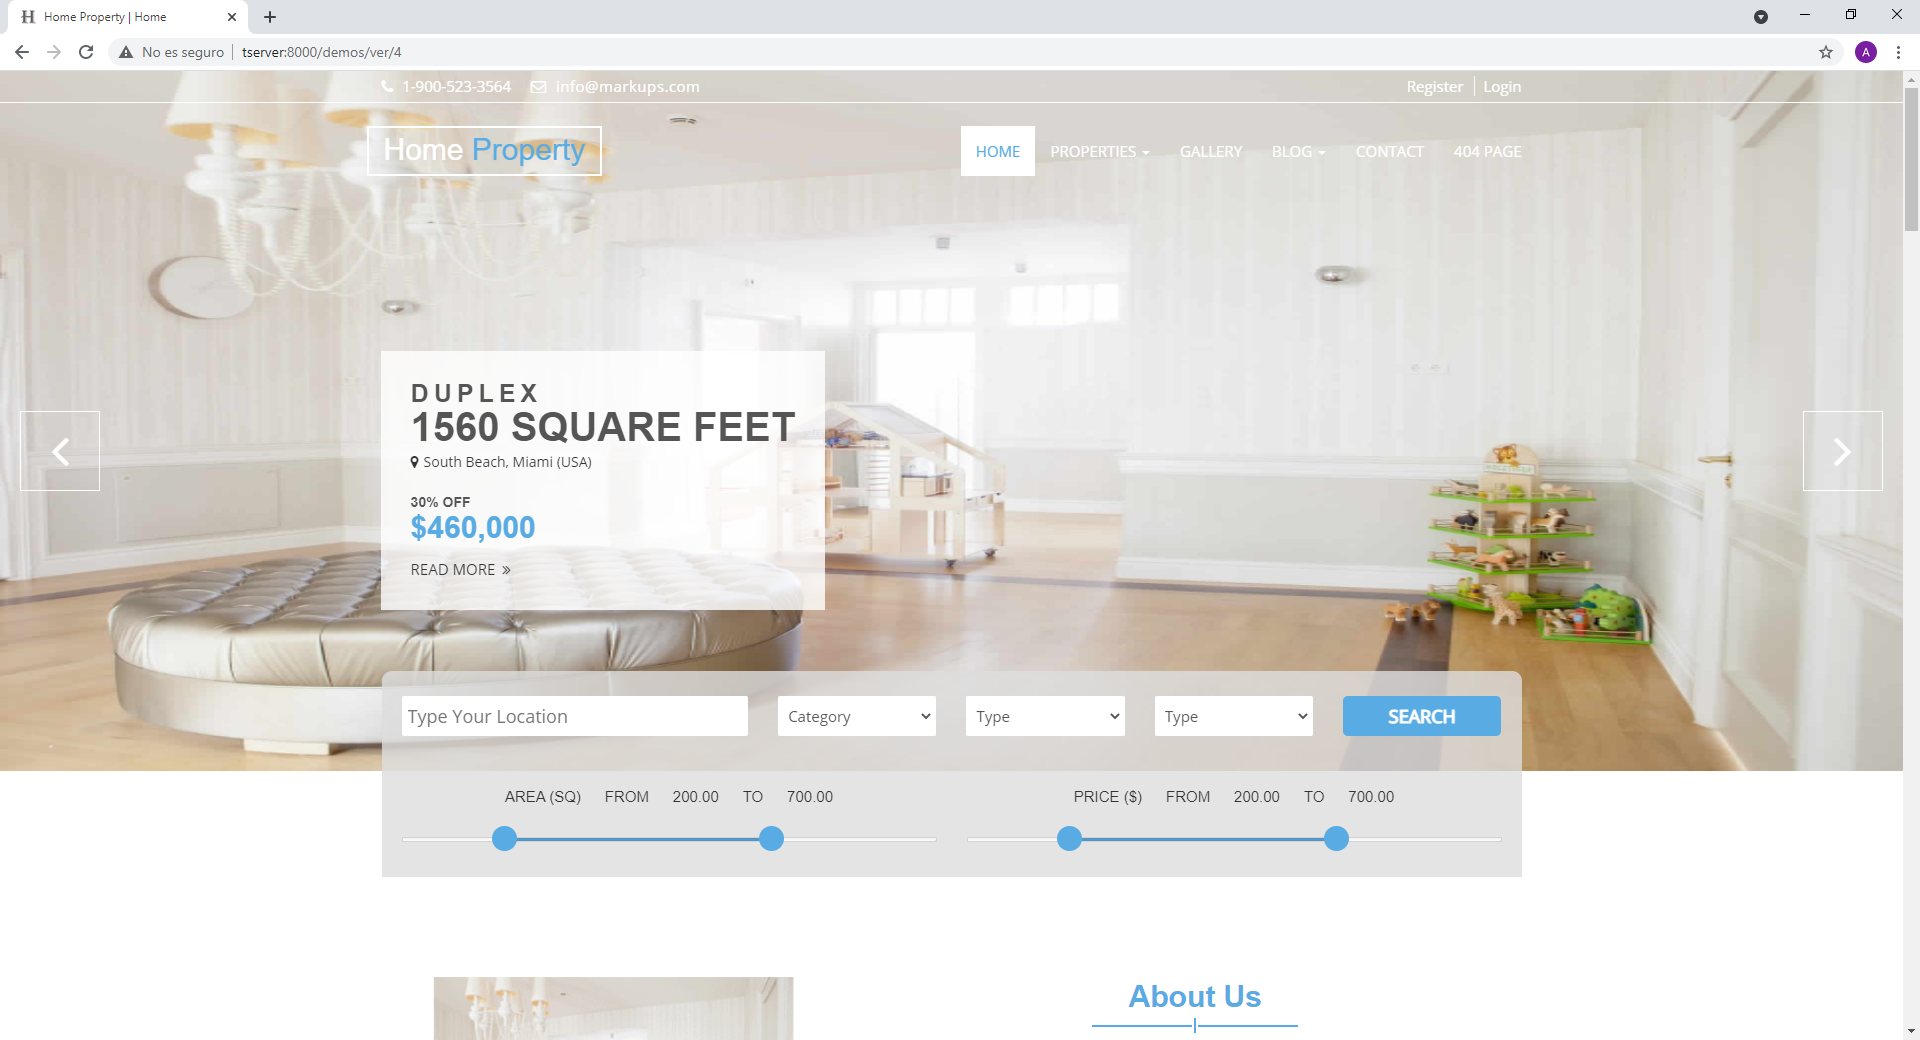 Home Property | Home
No es seguro
tserver:8000/demos/ver/4
A
1-900-523-3564
info@markups.com
Register
Login
Home Property
HOME
PROPERTIES
GALLERY
BLOG
CONTACT
404 PAGE
DUPLEX
1560 SQUARE FEET
South Beach, Miami (USA)
30% OFF
$460,000
READ MORE »
Type Your Location
Category
Type
Type
SEARCH
AREA (SQ) FROM 200.00 TO 700.00
PRICE ($) FROM 200.00 TO 700.00
About Us